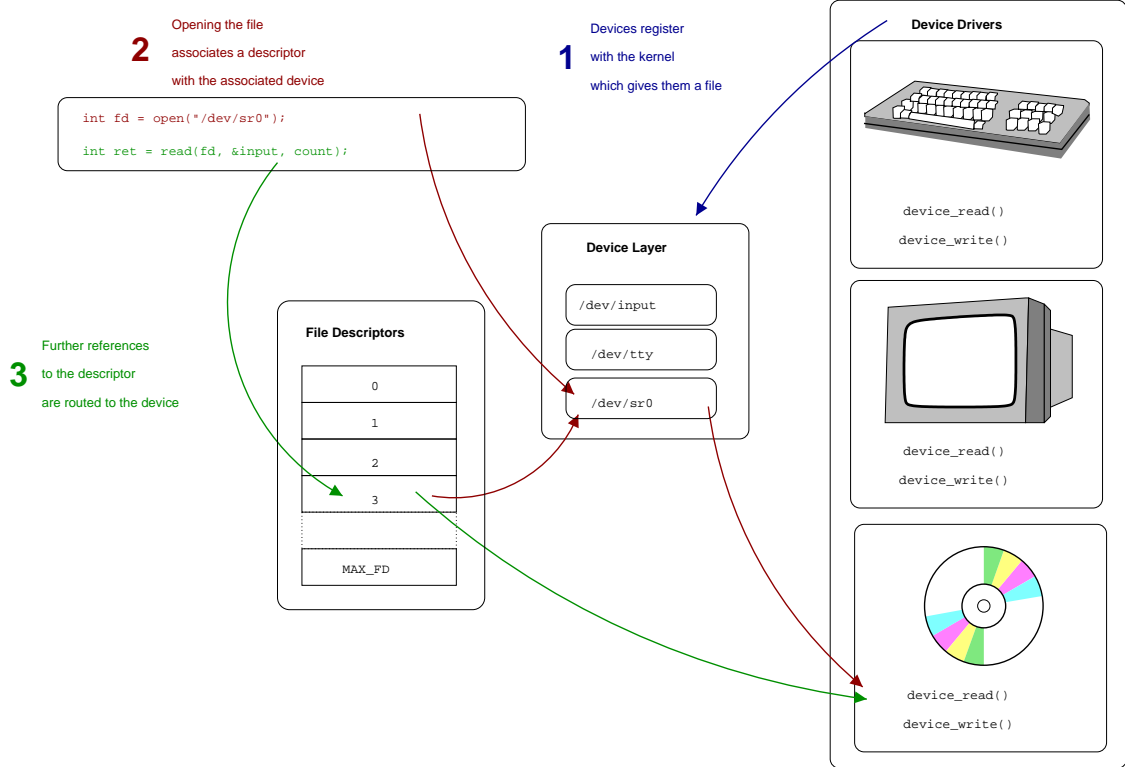 2
Opening the file
associates a descriptor
with the associated device
int fd = open("/dev/sr0");
int ret = read(fd, &input, count);
1
Devices register
with the kernel
which gives them a file
3
Further references
to the descriptor
are routed to the device
File Descriptors
0
1
2
3
MAX_FD
Device Layer
/dev/input
/dev/tty
/dev/sr0
Device Drivers
device_read()
device_write()
device_read()
device_write()
device_read()
device_write()